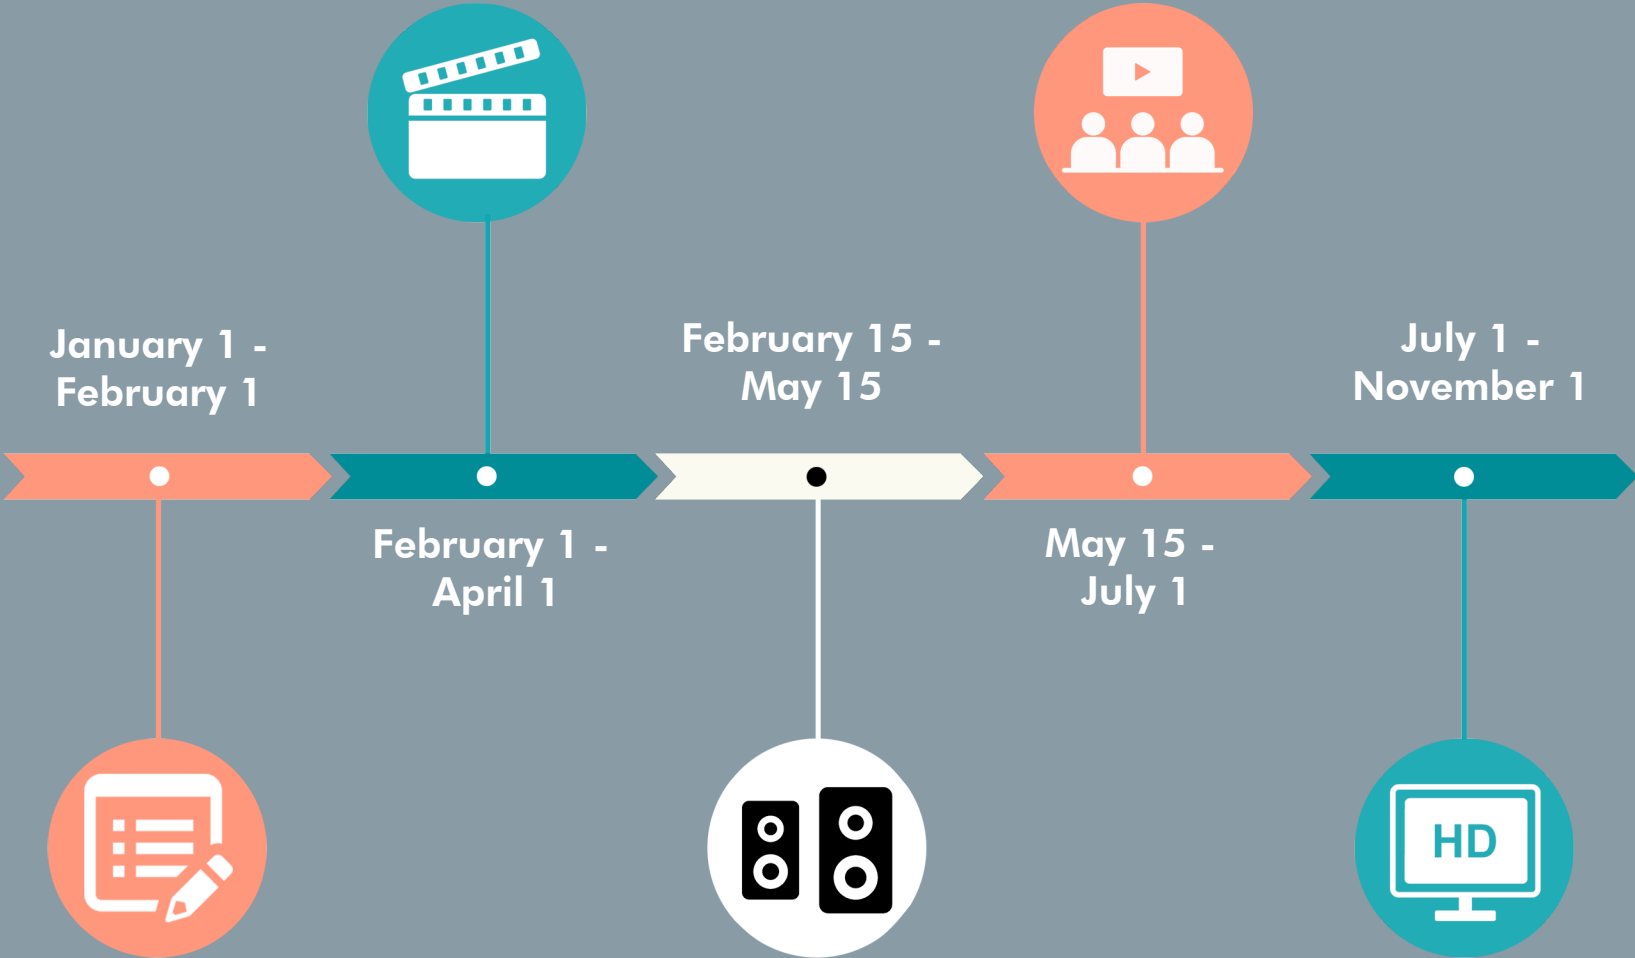 January 1 -
February 1
February 1 -
April 1
February 15 -
May 15
May 15 -
July 1
July 1 -
November 1
HD